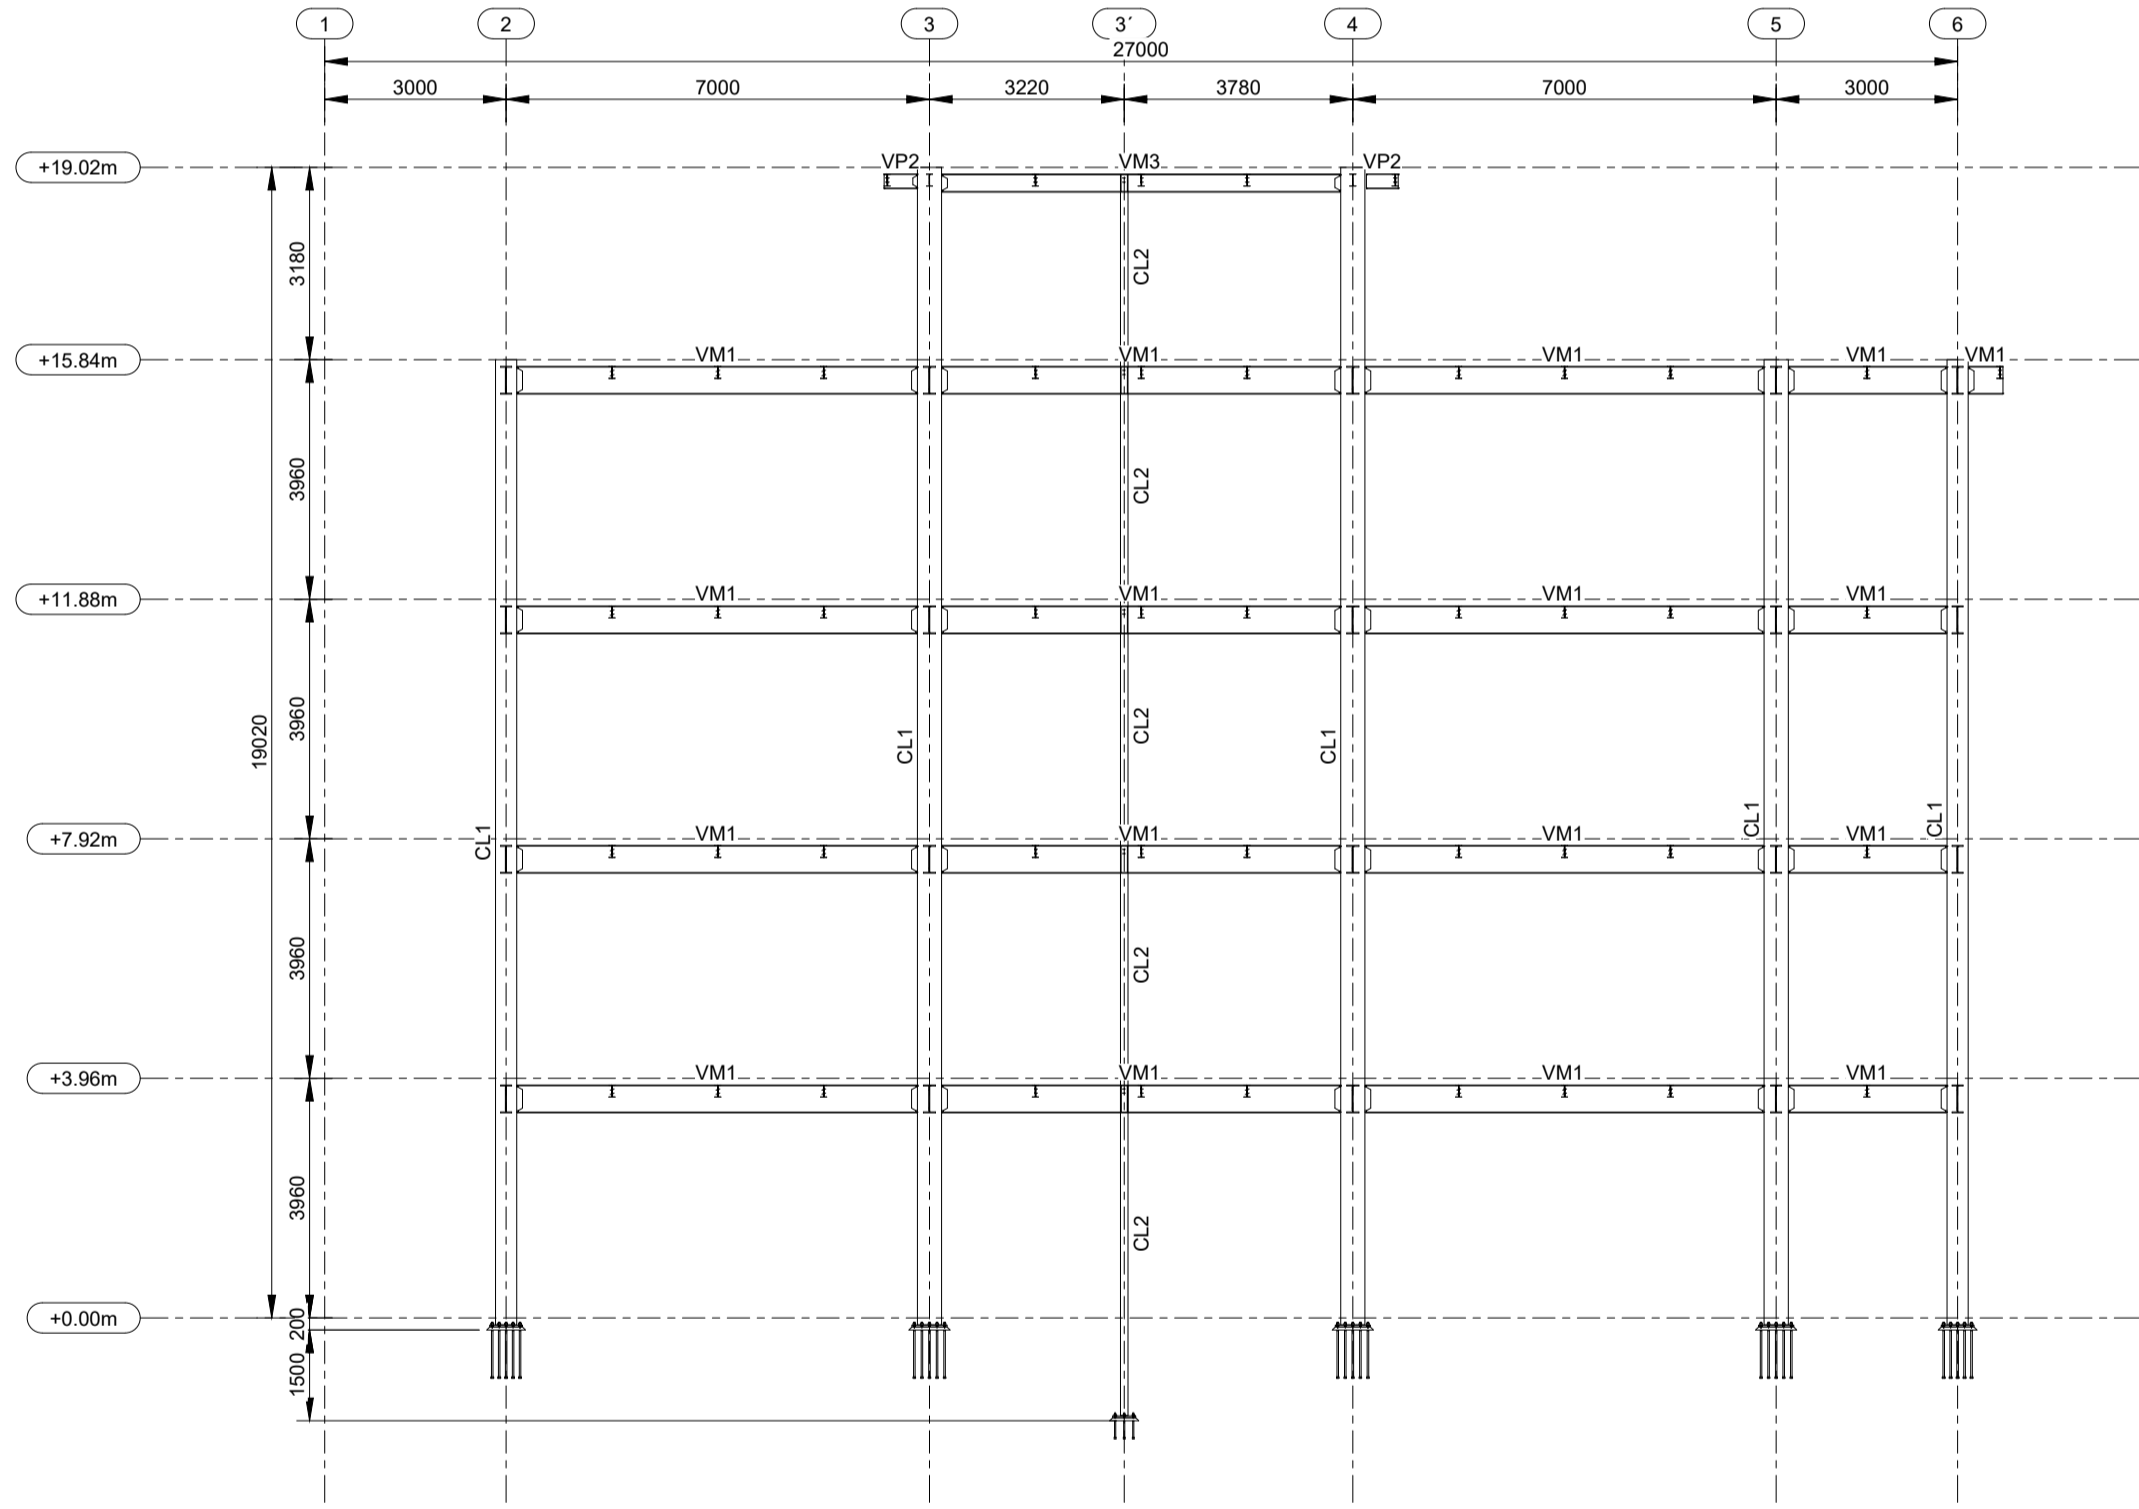 1 2 3 3´ 4 5 6
27000
3000 7000 3220 3780 7000 3000
+19.02m VP2 VM3 VP2
3180 CL2
+15.84m VM1 VM1 VM1 VM1 VM1
3960 CL2
+11.88m VM1 VM1 VM1 VM1
19020 3960 CL1 CL2 CL1
CL1 CL1 CL1
+7.92m VM1 VM1 VM1 VM1
3960 CL2
+3.96m VM1 VM1 VM1 VM1
3960 CL2
+0.00m
200
1500